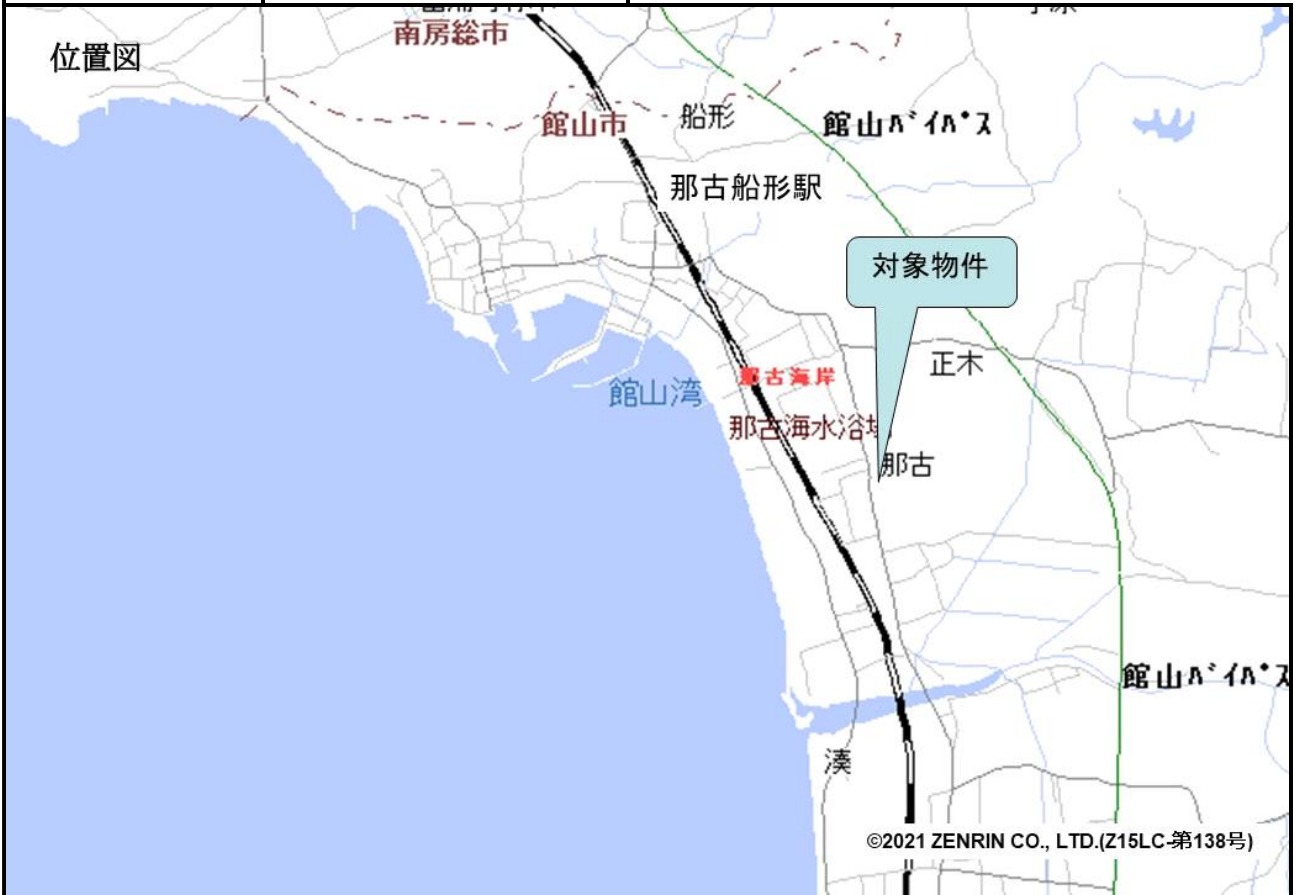 南房総市
位置図
館山市
船形
館山バイパス
那古船形駅
対象物件
正木
館山湾
那古海岸
那古海水浴場
那古
館山バイパス
湊
©2021 ZENRIN CO., LTD.(Z15LC-第138号)